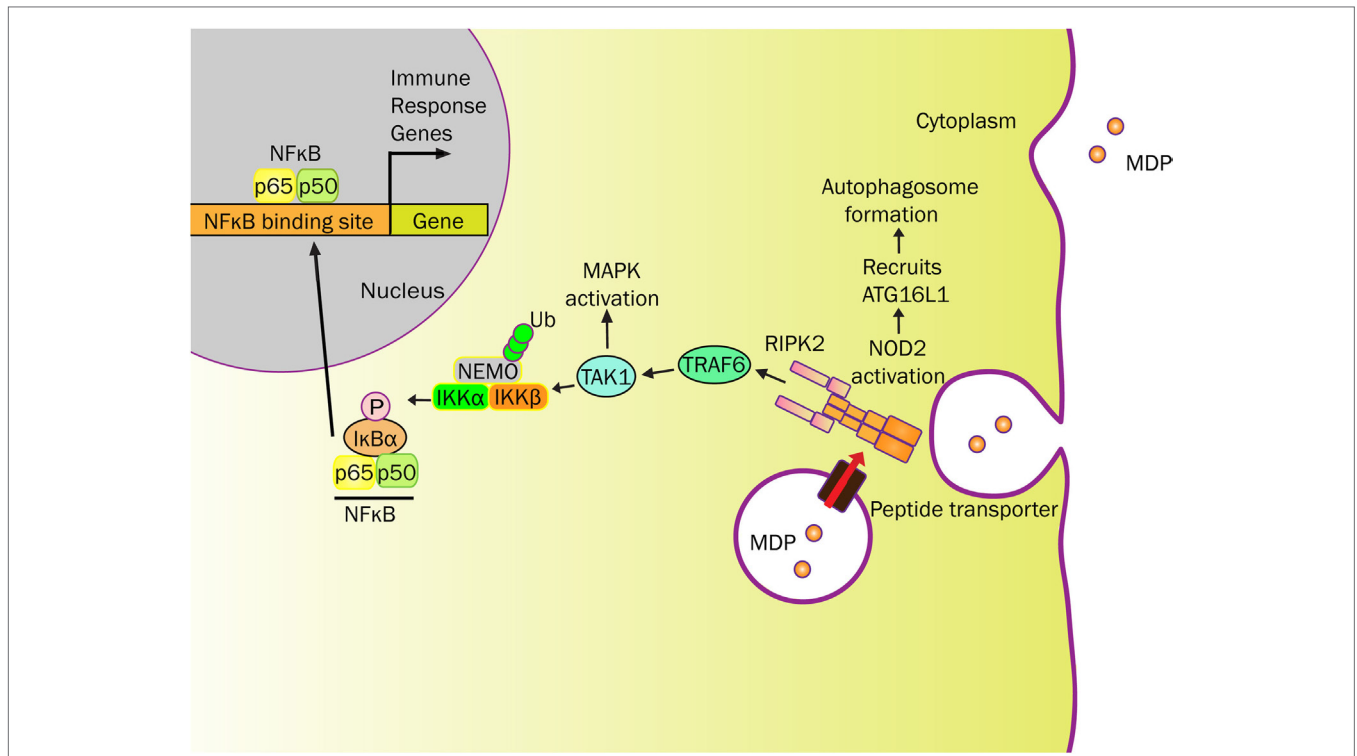 Immune
Response
Genes
NFκB
p65 p50
NFκB binding site Gene
Nucleus
Cytoplasm
MDP
Autophagosome
formation
Recruits
ATG16L1
NOD2
activation
MAPK
activation
RIPK2
TRAF6
TAK1
Ub
NEMO
IKKα IKKβ
P
IκBα
p65 p50
NFκB
Peptide transporter
MDP